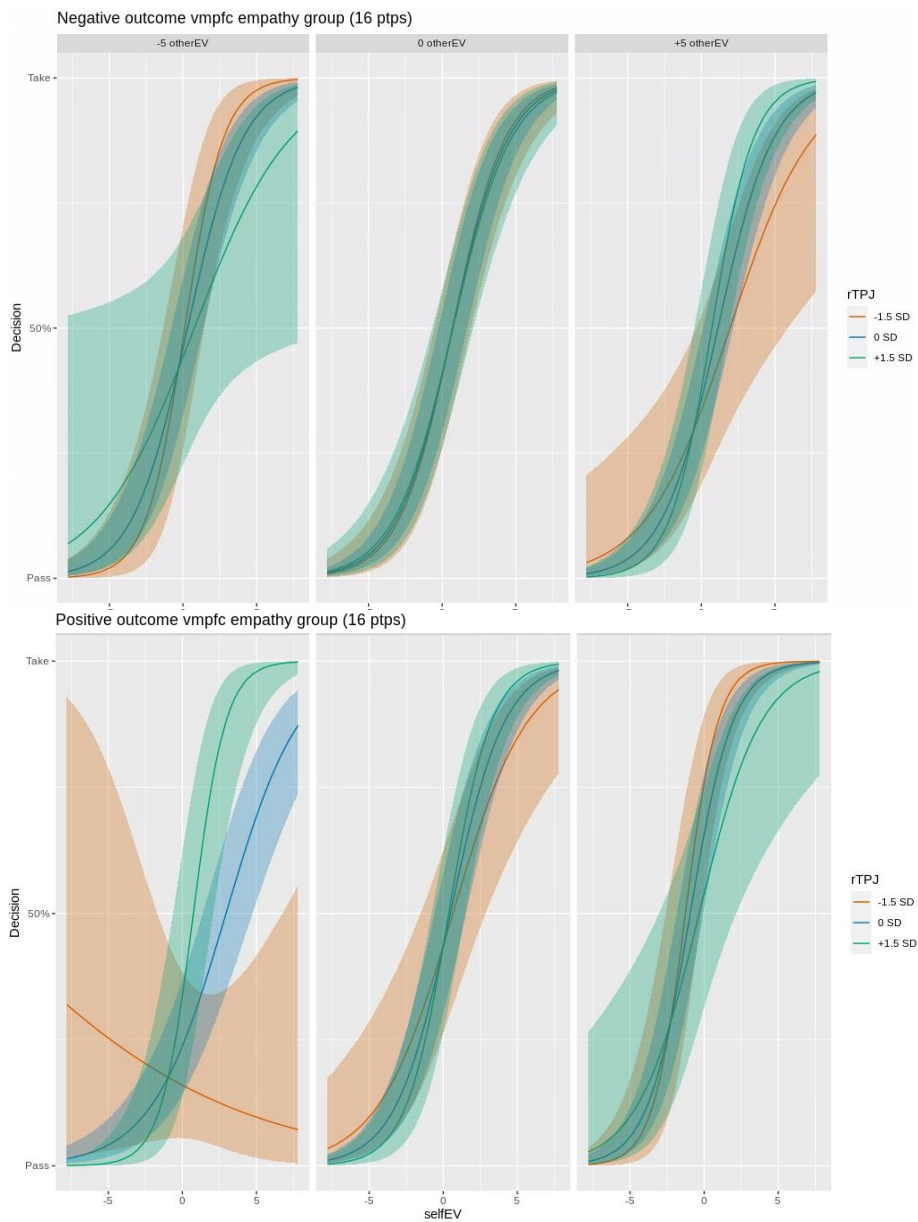 Negative outcome vmpfc empathy group (16 ptps)
-5 otherEV
0 otherEV
+5 otherEV
Take
50%
Pass
Decision
rTPJ
-1.5 SD
0 SD
+1.5 SD
Positive outcome vmpfc empathy group (16 ptps)
Take
50%
Pass
Decision
-5 0 5
-5 0 5
-5 0 5
selfEV
rTPJ
-1.5 SD
0 SD
+1.5 SD